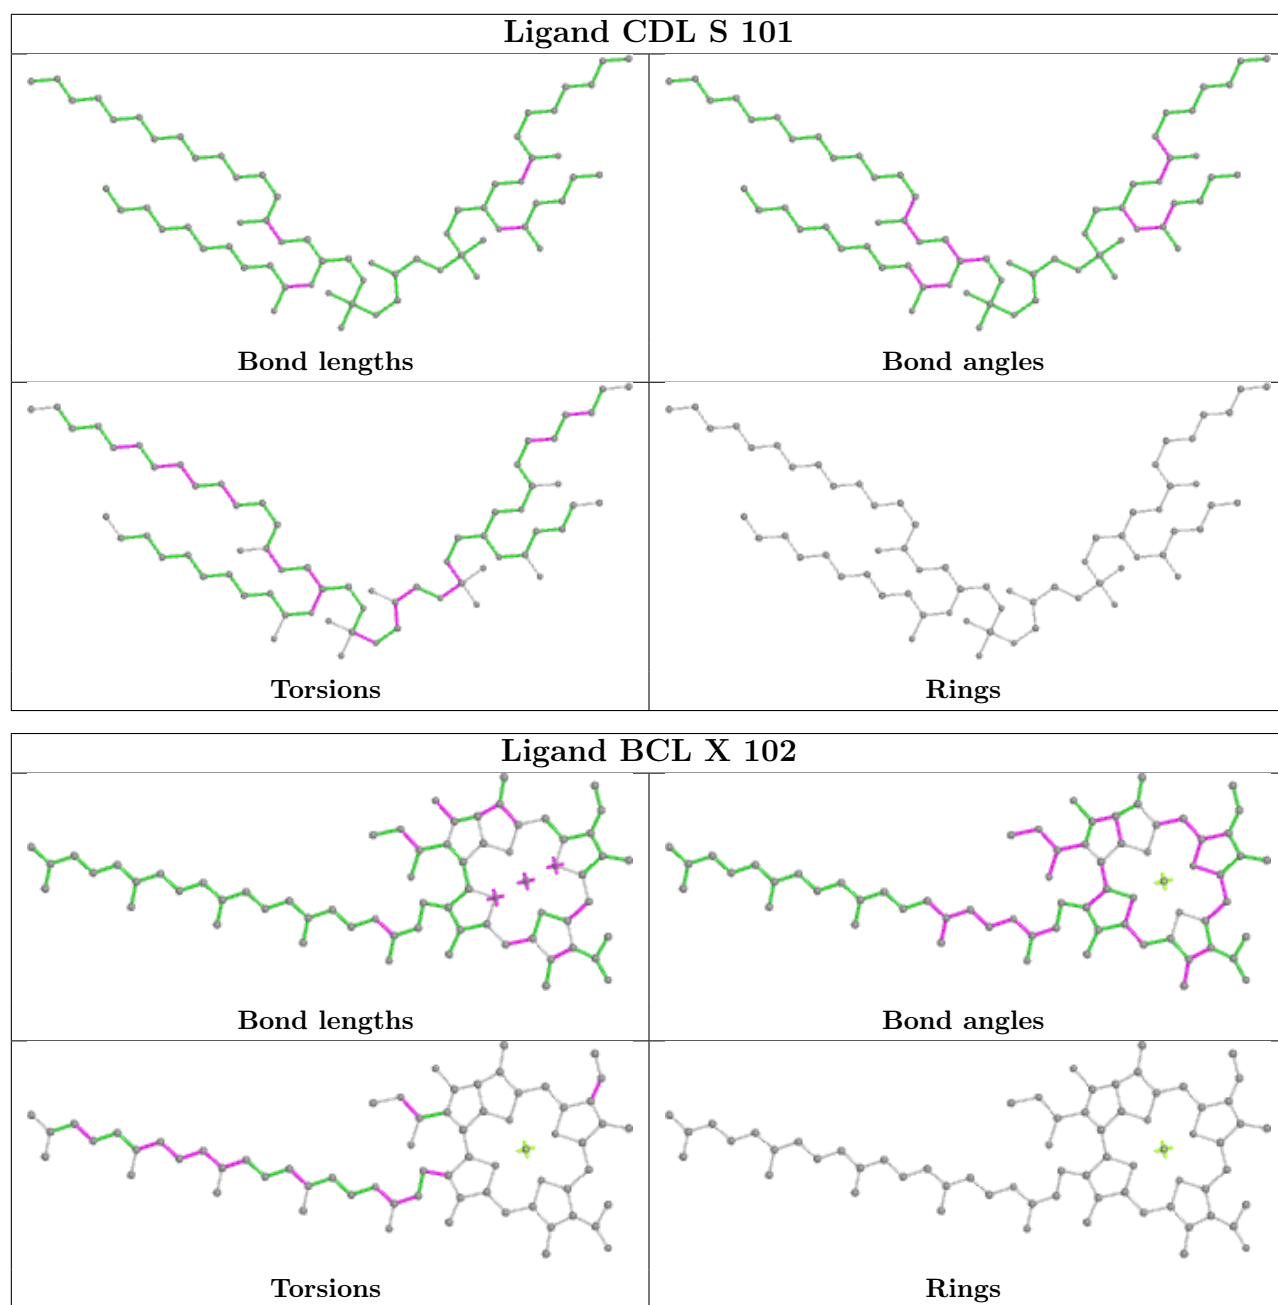 Ligand CDL S 101
Bond lengths
Bond angles
Torsions
Rings
Ligand BCL X 102
Bond lengths
Bond angles
Torsions
Rings